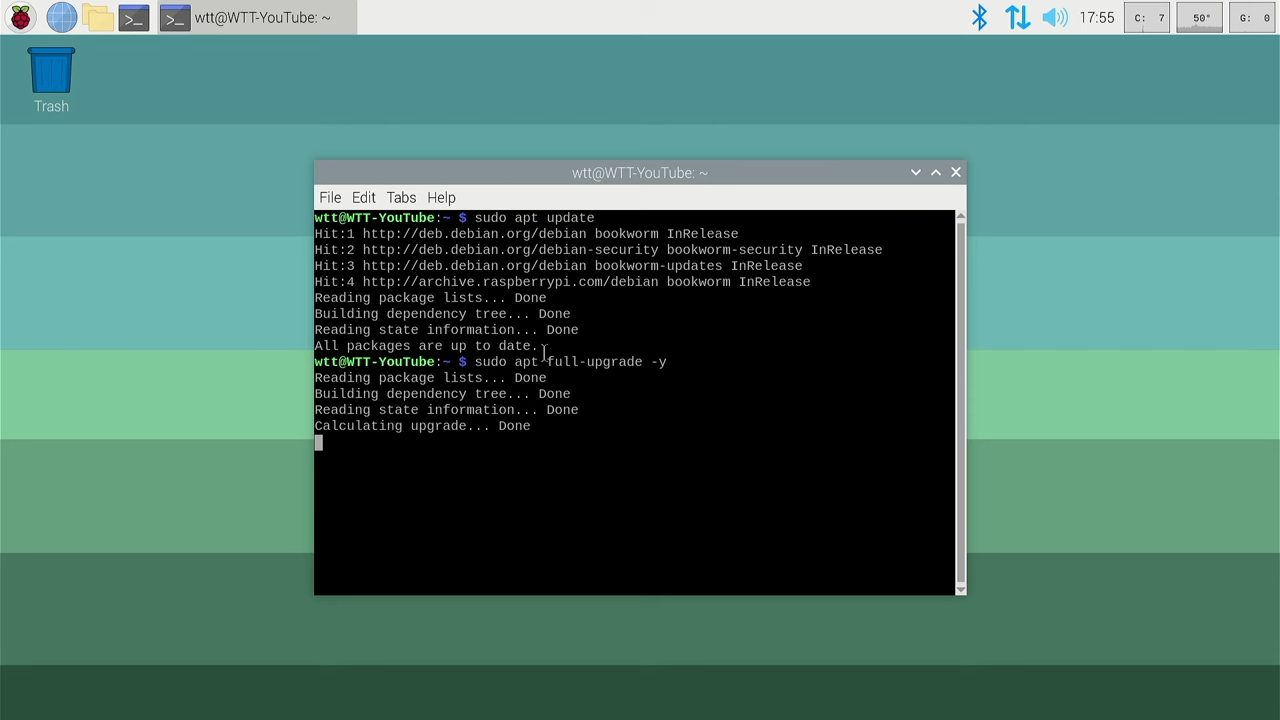 wtt@WTT-YouTube: ~
17:55
C: 7
50°
G: 0
Trash
wtt@WTT-YouTube: ~
File Edit Tabs Help
wtt@WTT-YouTube:~ $ sudo apt update
Hit:1 http://deb.debian.org/debian bookworm InRelease
Hit:2 http://deb.debian.org/debian-security bookworm-security InRelease
Hit:3 http://deb.debian.org/debian bookworm-updates InRelease
Hit:4 http://archive.raspberrypi.com/debian bookworm InRelease
Reading package lists... Done
Building dependency tree... Done
Reading state information... Done
All packages are up to date.
wtt@WTT-YouTube:~ $ sudo apt full-upgrade -y
Reading package lists... Done
Building dependency tree... Done
Reading state information... Done
Calculating upgrade... Done